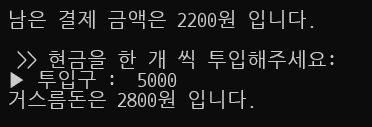 남은 결제 금액은 2200원 입니다.
>> 현금을 한 개 씩 투입해주세요:
▶ 투입구 : 5000
거스름돈은 2800원 입니다.